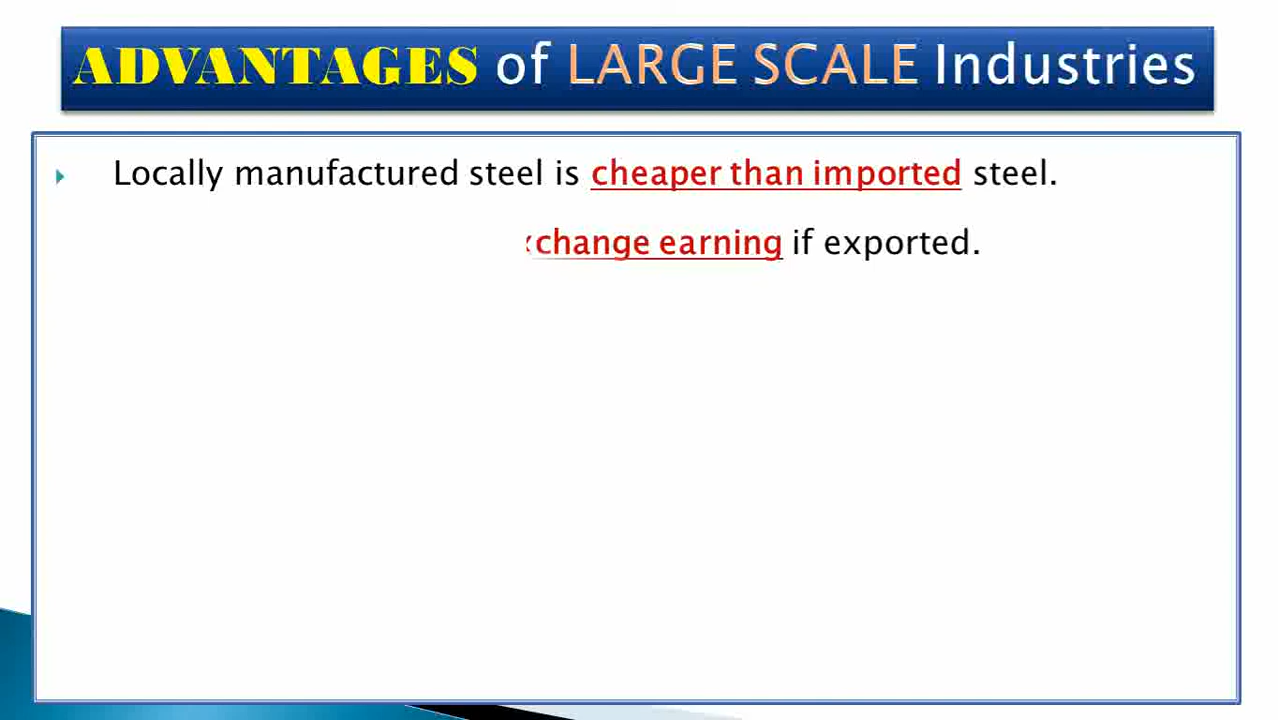 ADVANTAGES of LARGE SCALE Industries
Locally manufactured steel is cheaper than imported steel.
change earning if exported.